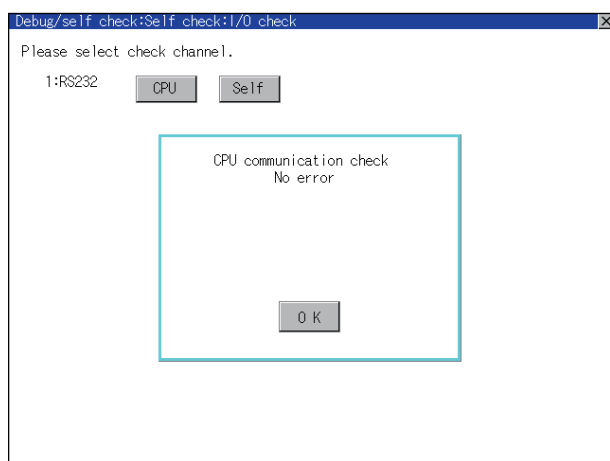 Debug/self check:Self check:I/O check
Please select check channel.
1:RS232 CPU Self
CPU communication check
No error
O K